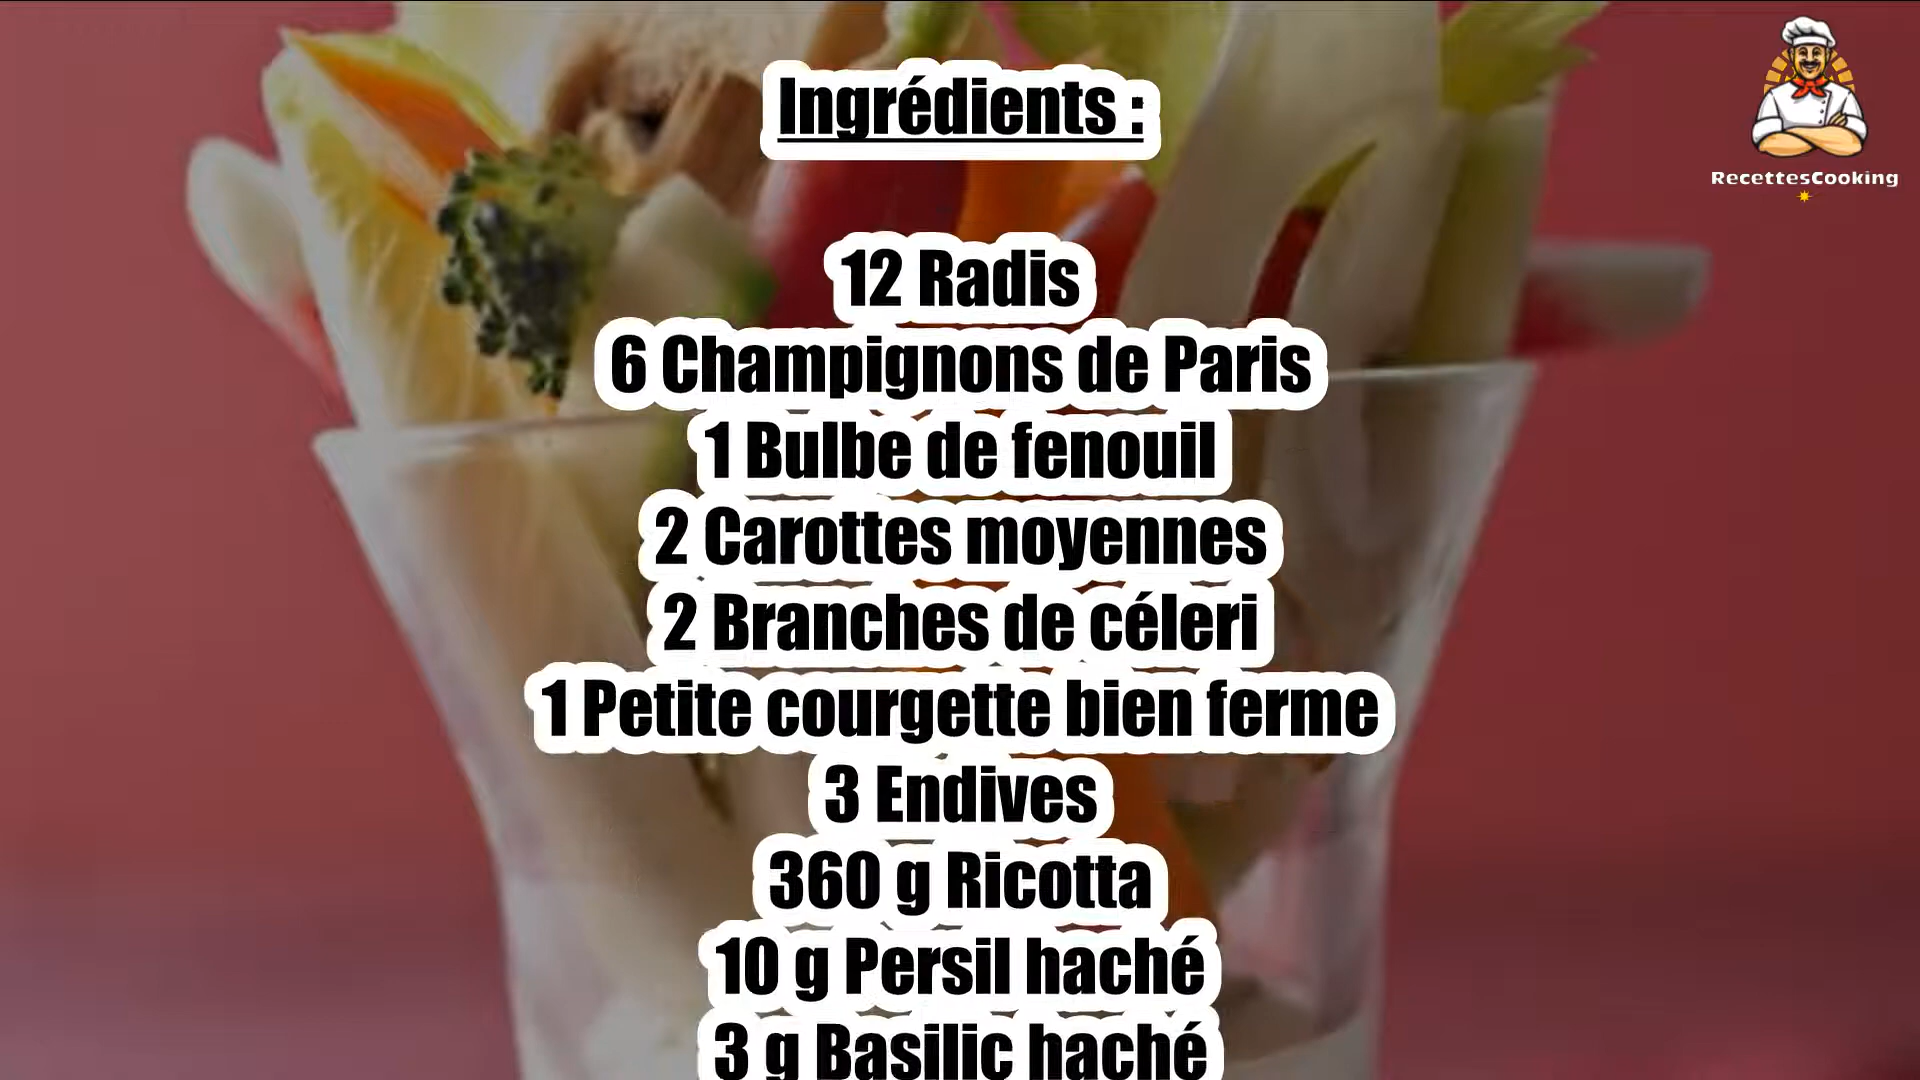 Ingrédients :
RecettesCooking
12 Radis
6 Champignons de Paris
1 Bulbe de fenouil
2 Carottes moyennes
2 Branches de céleri
1 Petite courgette bien ferme
3 Endives
360 g Ricotta
10 g Persil haché
3 g Basilic haché